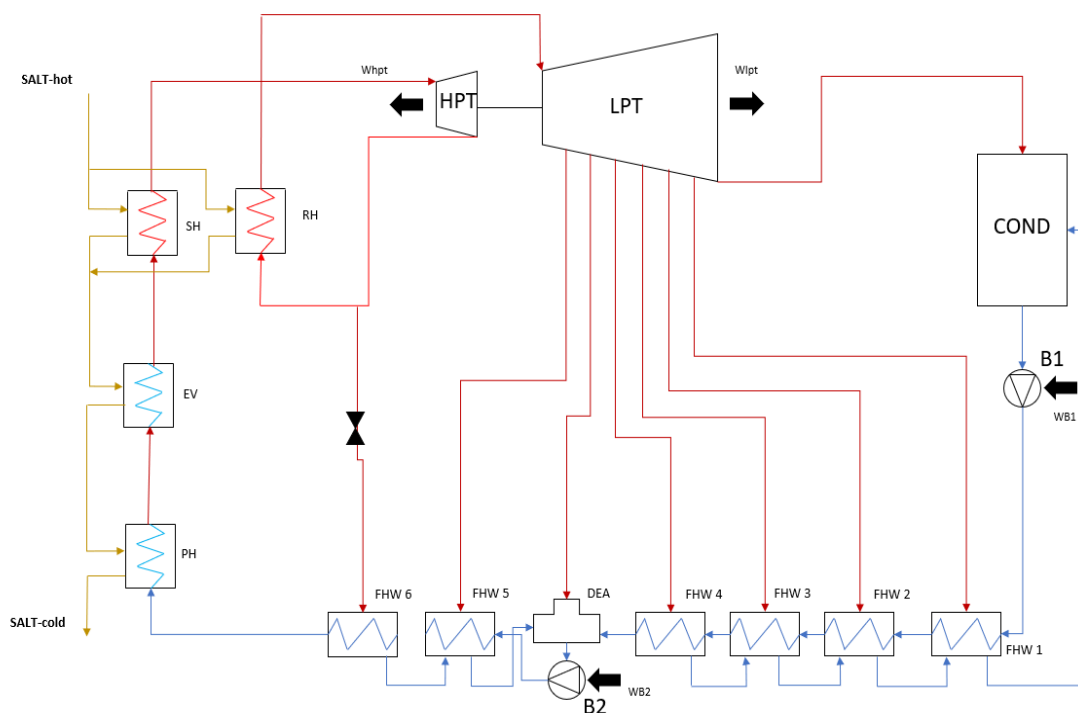 SALT-hot
Whpt
HPT
LPT
Wlpt
SH
RH
COND
B1
WB1
EV
PH
SALT-cold
FHW 6
FHW 5
DEA
FHW 4
FHW 3
FHW 2
FHW 1
WB2
B2